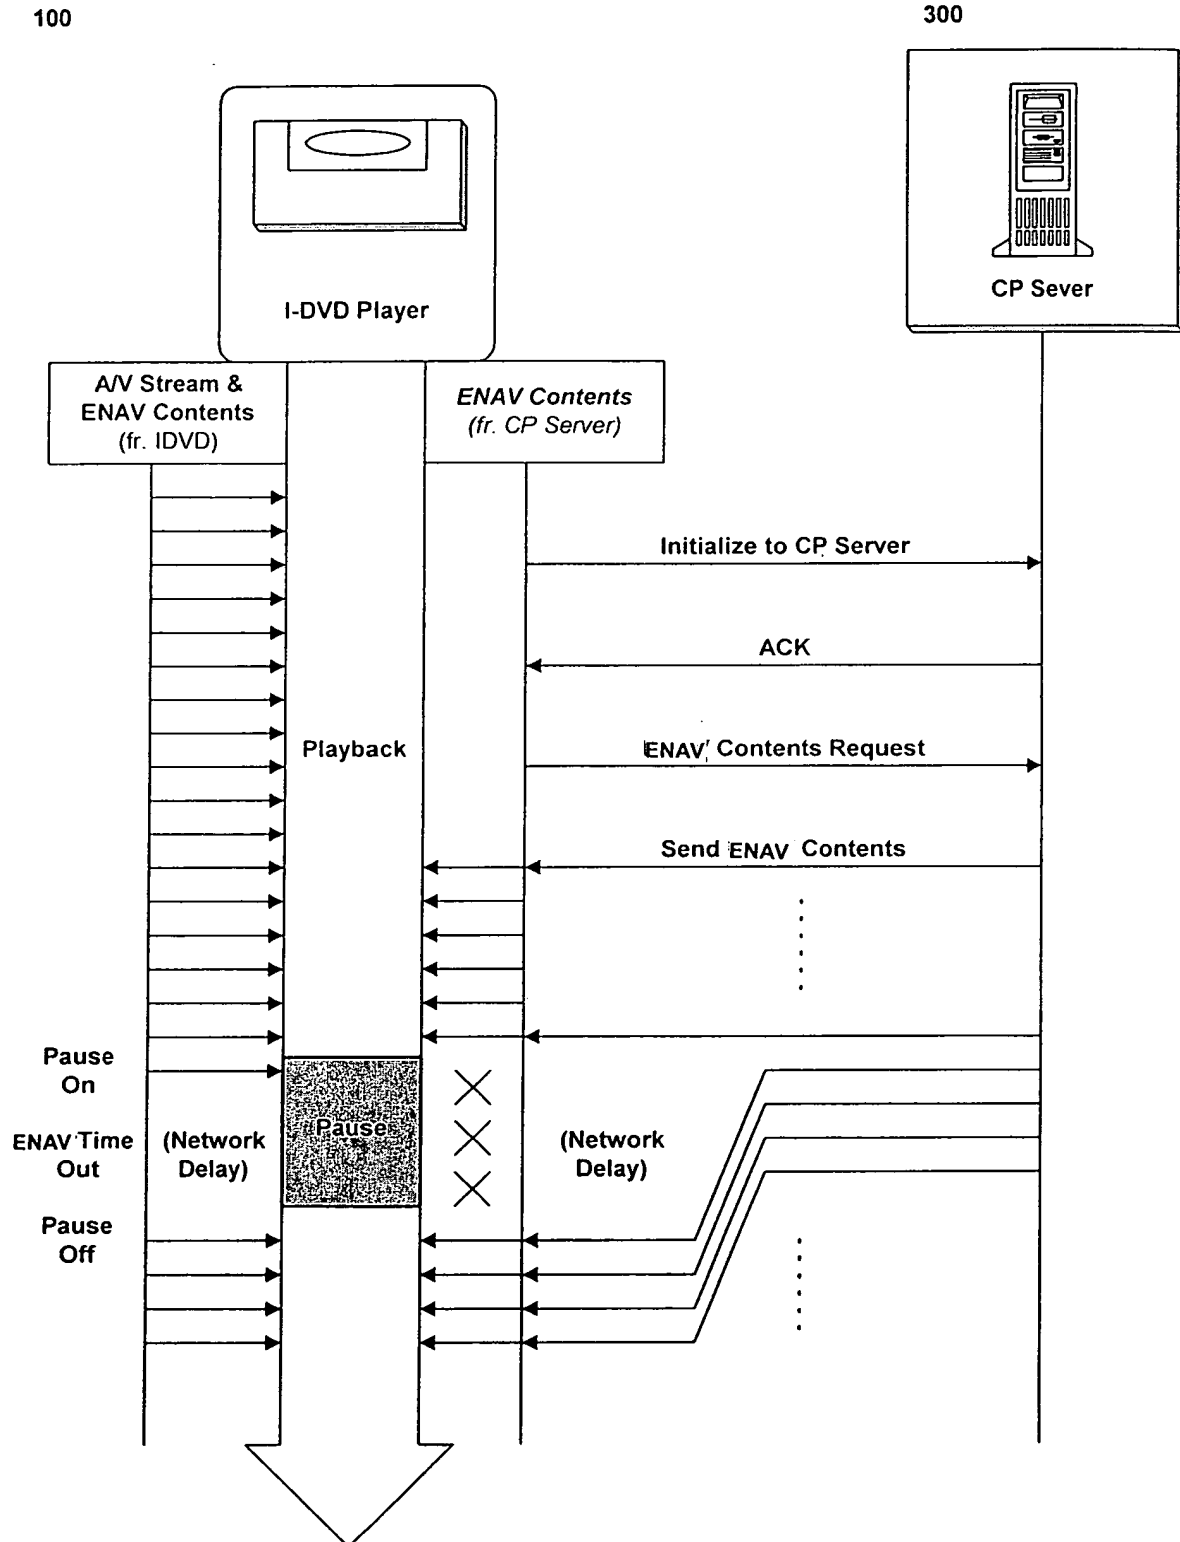 100
300
I-DVD Player
CP Sever
A/V Stream &
ENAV Contents
(fr. IDVD)
ENAV Contents
(fr. CP Server)
Initialize to CP Server
ACK
Playback
ENAV Contents Request
Send ENAV Contents
Pause
On
Pause
ENAV Time
Out
(Network
Delay)
(Network
Delay)
Pause
Off